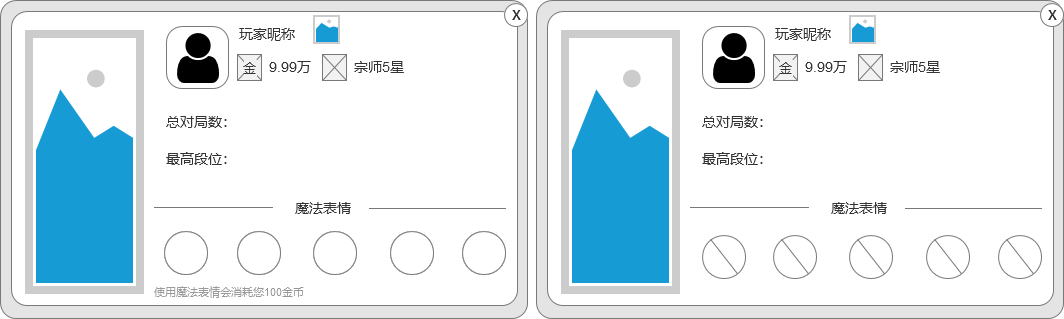 X
玩家昵称
金 9.99万 宗师5星
总对局数：
最高段位：
魔法表情
使用魔法表情会消耗您100金币
X
玩家昵称
金 9.99万 宗师5星
总对局数：
最高段位：
魔法表情